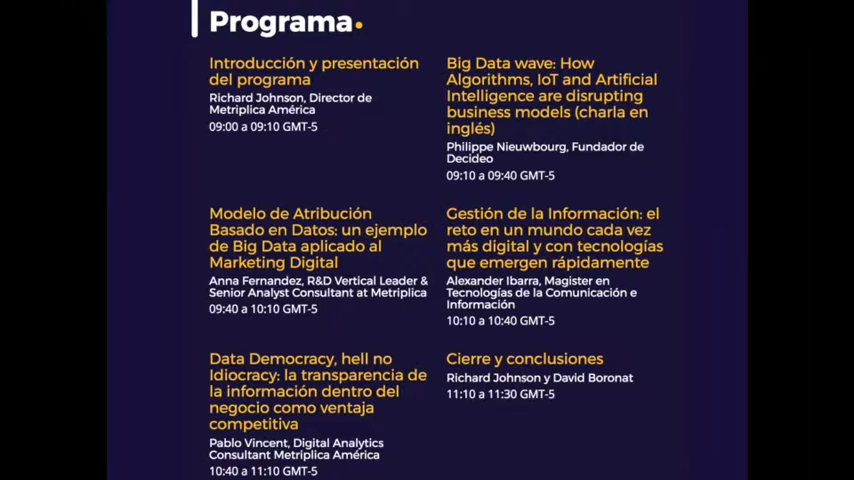 Programa
Introducción y presentación
del programa
Richard Johnson, Director de
Metriplica América
09:00 a 09:10 GMT-5
Big Data wave: How
Algorithms, IoT and Artificial
Intelligence are disrupting
business models (charla en
inglés)
Philippe Nieuwbourg, Fundador de
Decideo
09:10 a 09:40 GMT-5
Modelo de Atribución
Basado en Datos: un ejemplo
de Big Data aplicado al
Marketing Digital
Anna Fernandez, R&D Vertical Leader &
Senior Analyst Consultant at Metriplica
09:40 a 10:10 GMT-5
Gestión de la Información: el
reto en un mundo cada vez
más digital y con tecnologías
que emergen rápidamente
Alexander Ibarra, Magister en
Tecnologías de la Comunicación e
Información
10:10 a 10:40 GMT-5
Data Democracy, hell no
Idiocracy: la transparencia de
la información dentro del
negocio como ventaja
competitiva
Pablo Vincent, Digital Analytics
Consultant Metriplica América
10:40 a 11:10 GMT-5
Cierre y conclusiones
Richard Johnson y David Boronat
11:10 a 11:30 GMT-5